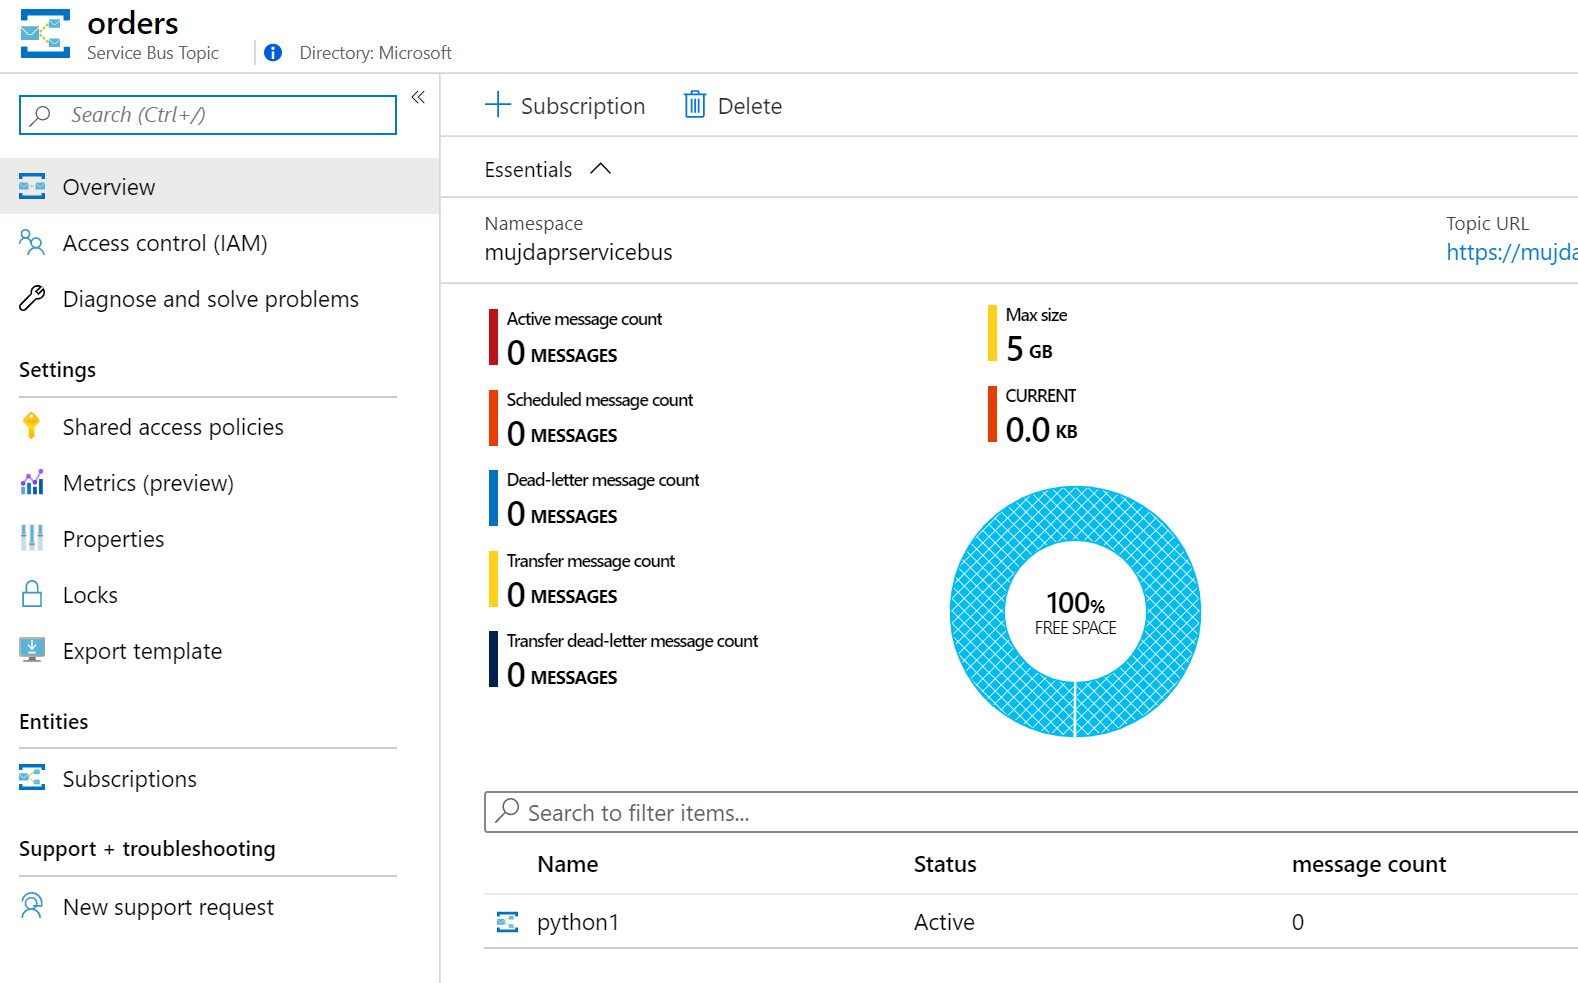 orders
Service Bus Topic
Directory: Microsoft
Search (Ctrl+/)
Overview
Access control (IAM)
Diagnose and solve problems
Settings
Shared access policies
Metrics (preview)
Properties
Locks
Export template
Entities
Subscriptions
Support + troubleshooting
New support request
Subscription
Delete
Essentials
Namespace
mujdaprservicebus
Topic URL
https://mujda
Active message count
0 MESSAGES
Scheduled message count
0 MESSAGES
Dead-letter message count
0 MESSAGES
Transfer message count
0 MESSAGES
Transfer dead-letter message count
0 MESSAGES
Max size
5 GB
CURRENT
0.0 KB
100%
FREE SPACE
Search to filter items...
Name Status message count
python1 Active 0